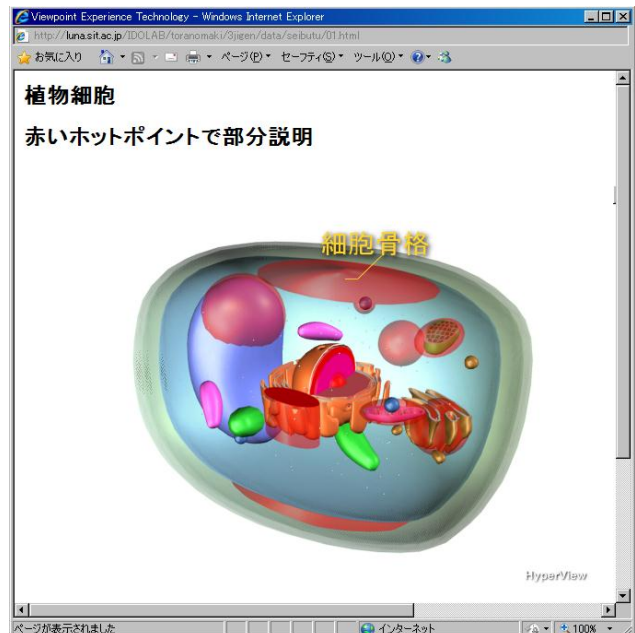 Viewpoint Experience Technology - Windows Internet Explorer
http://luna.sit.ac.jp/IDOLAB/toranomaki/3jigen/data/seibutu/01.html
お気に入り ページ(P) セーフティ(S) ツール(O)
植物細胞
赤いホットポイントで部分説明
細胞骨格
HyperView
ページが表示されました インターネット 100%